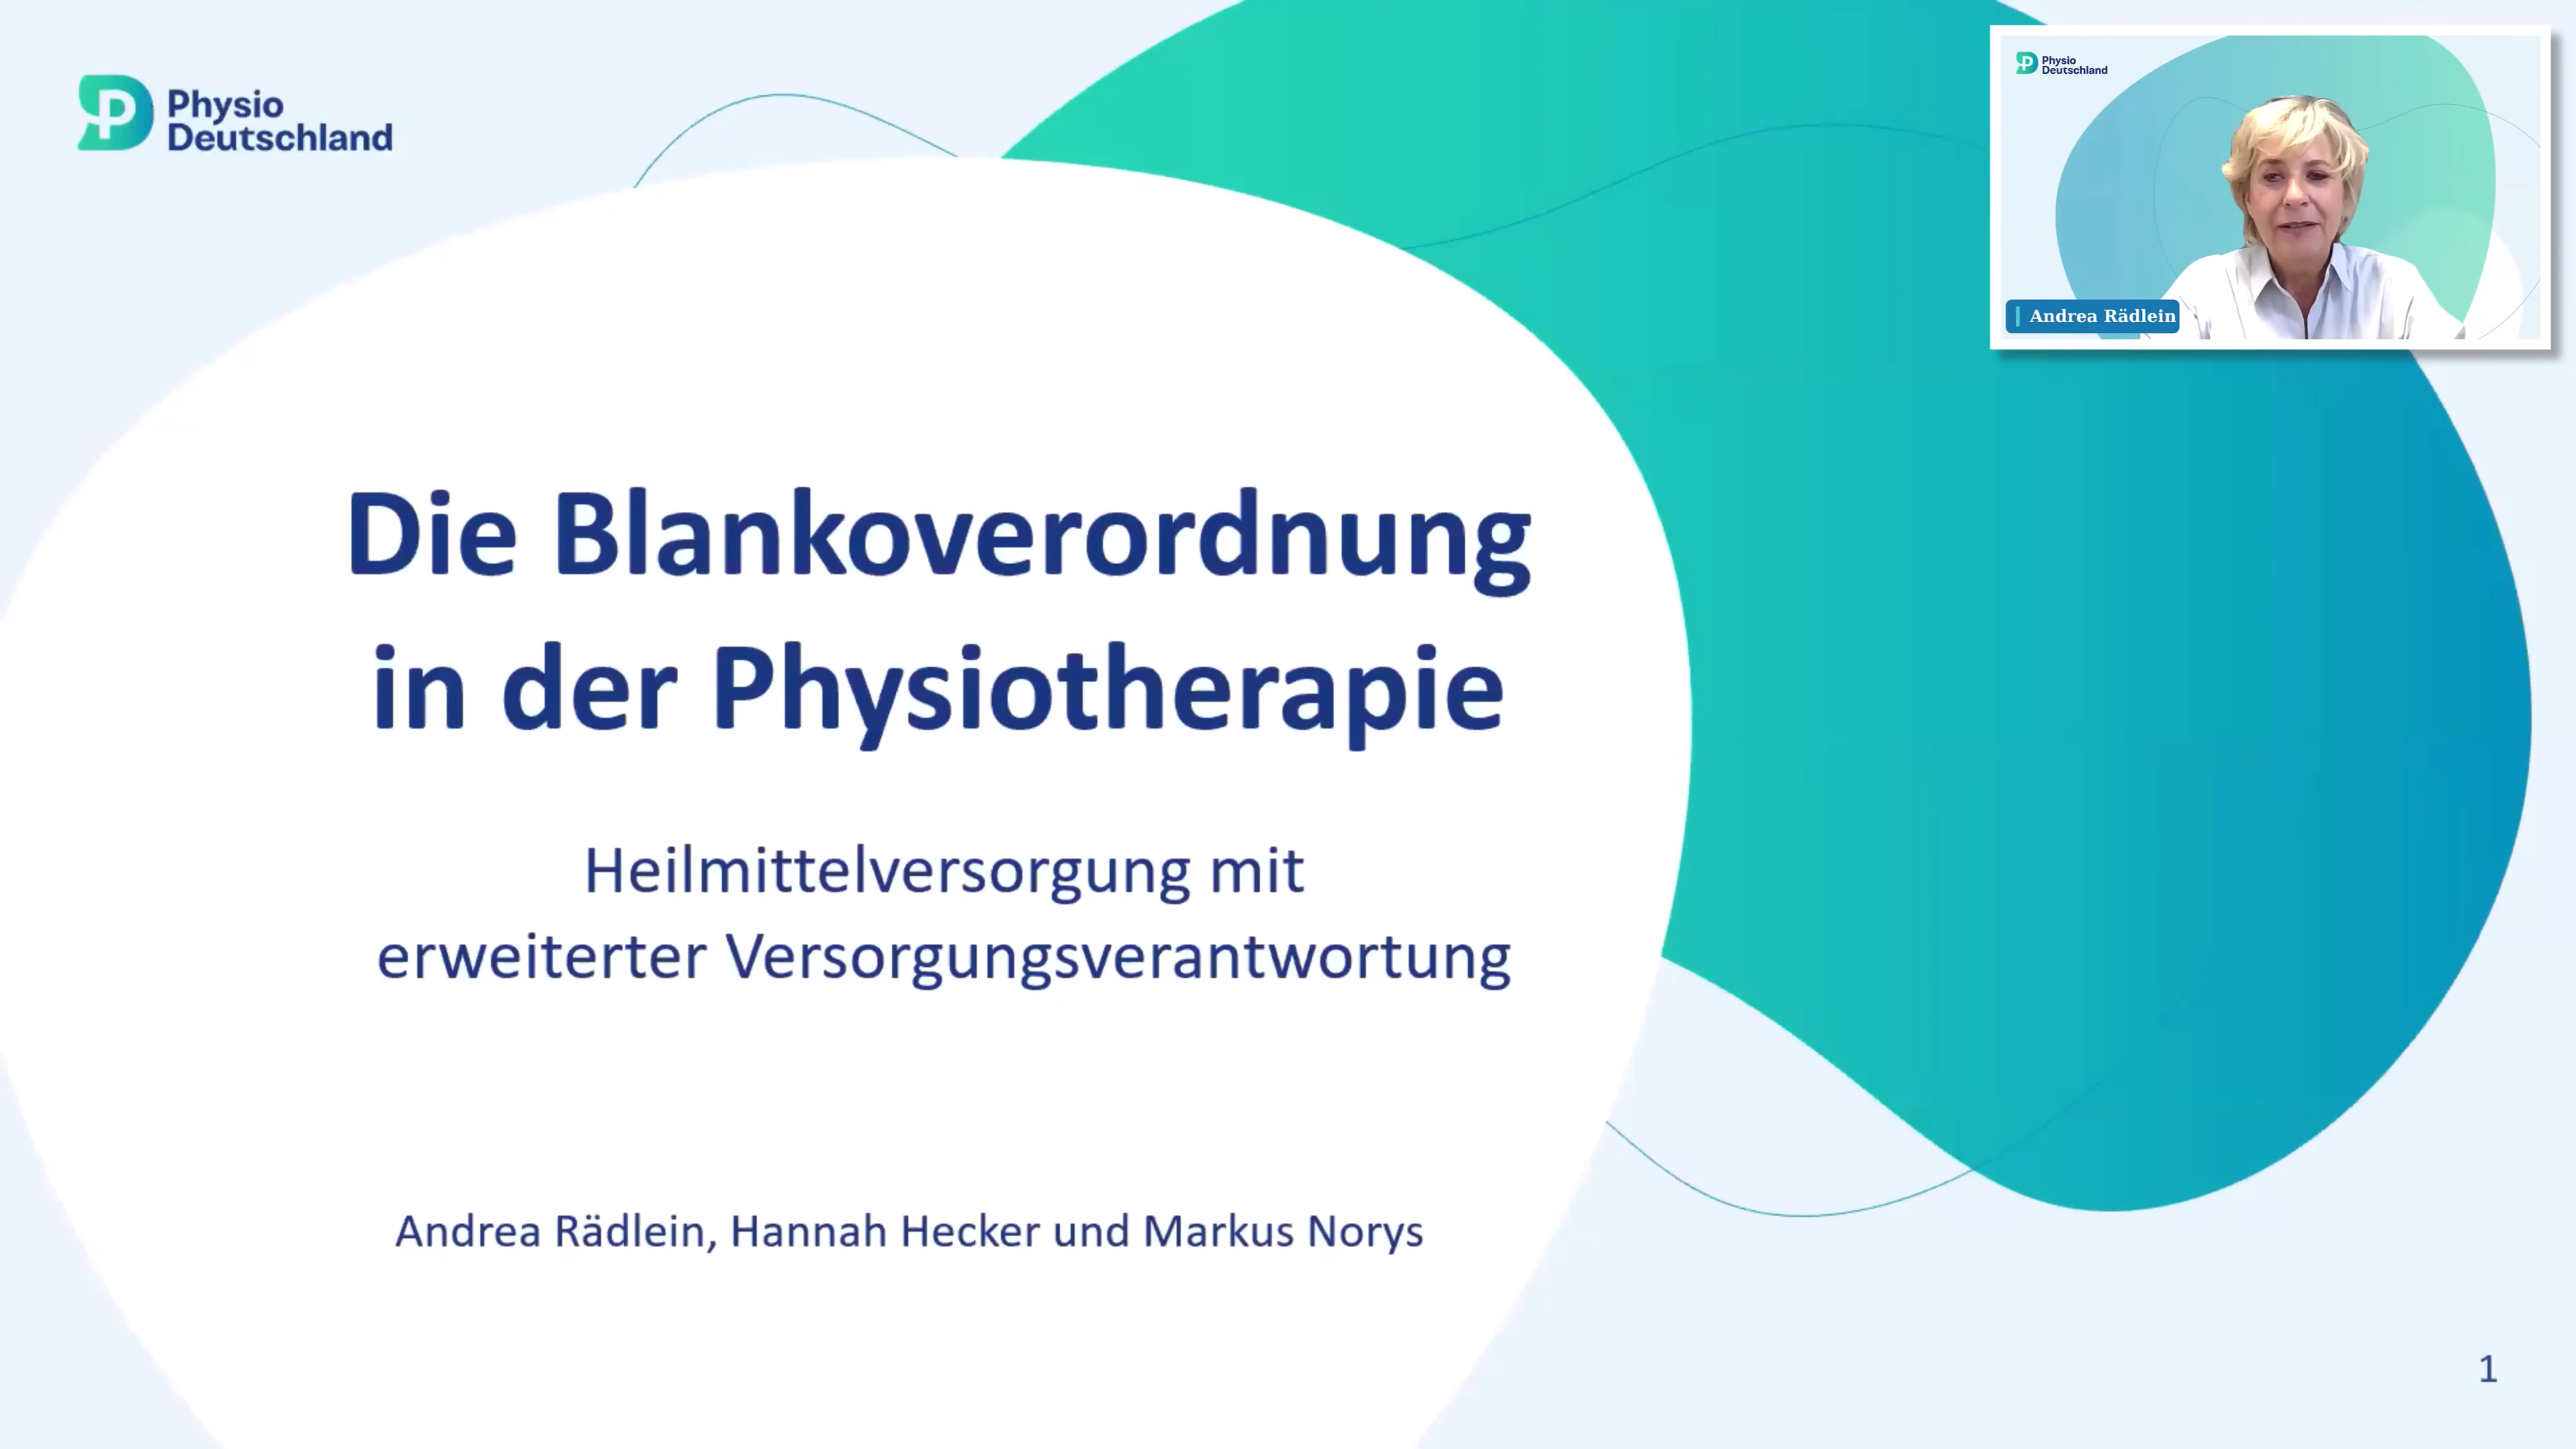 Physio
Deutschland
Physio
Deutschland
Andrea Rädlein
Die Blankoverordnung
in der Physiotherapie
Heilmittelversorgung mit
erweiterter Versorgungsverantwortung
Andrea Rädlein, Hannah Hecker und Markus Norys
1